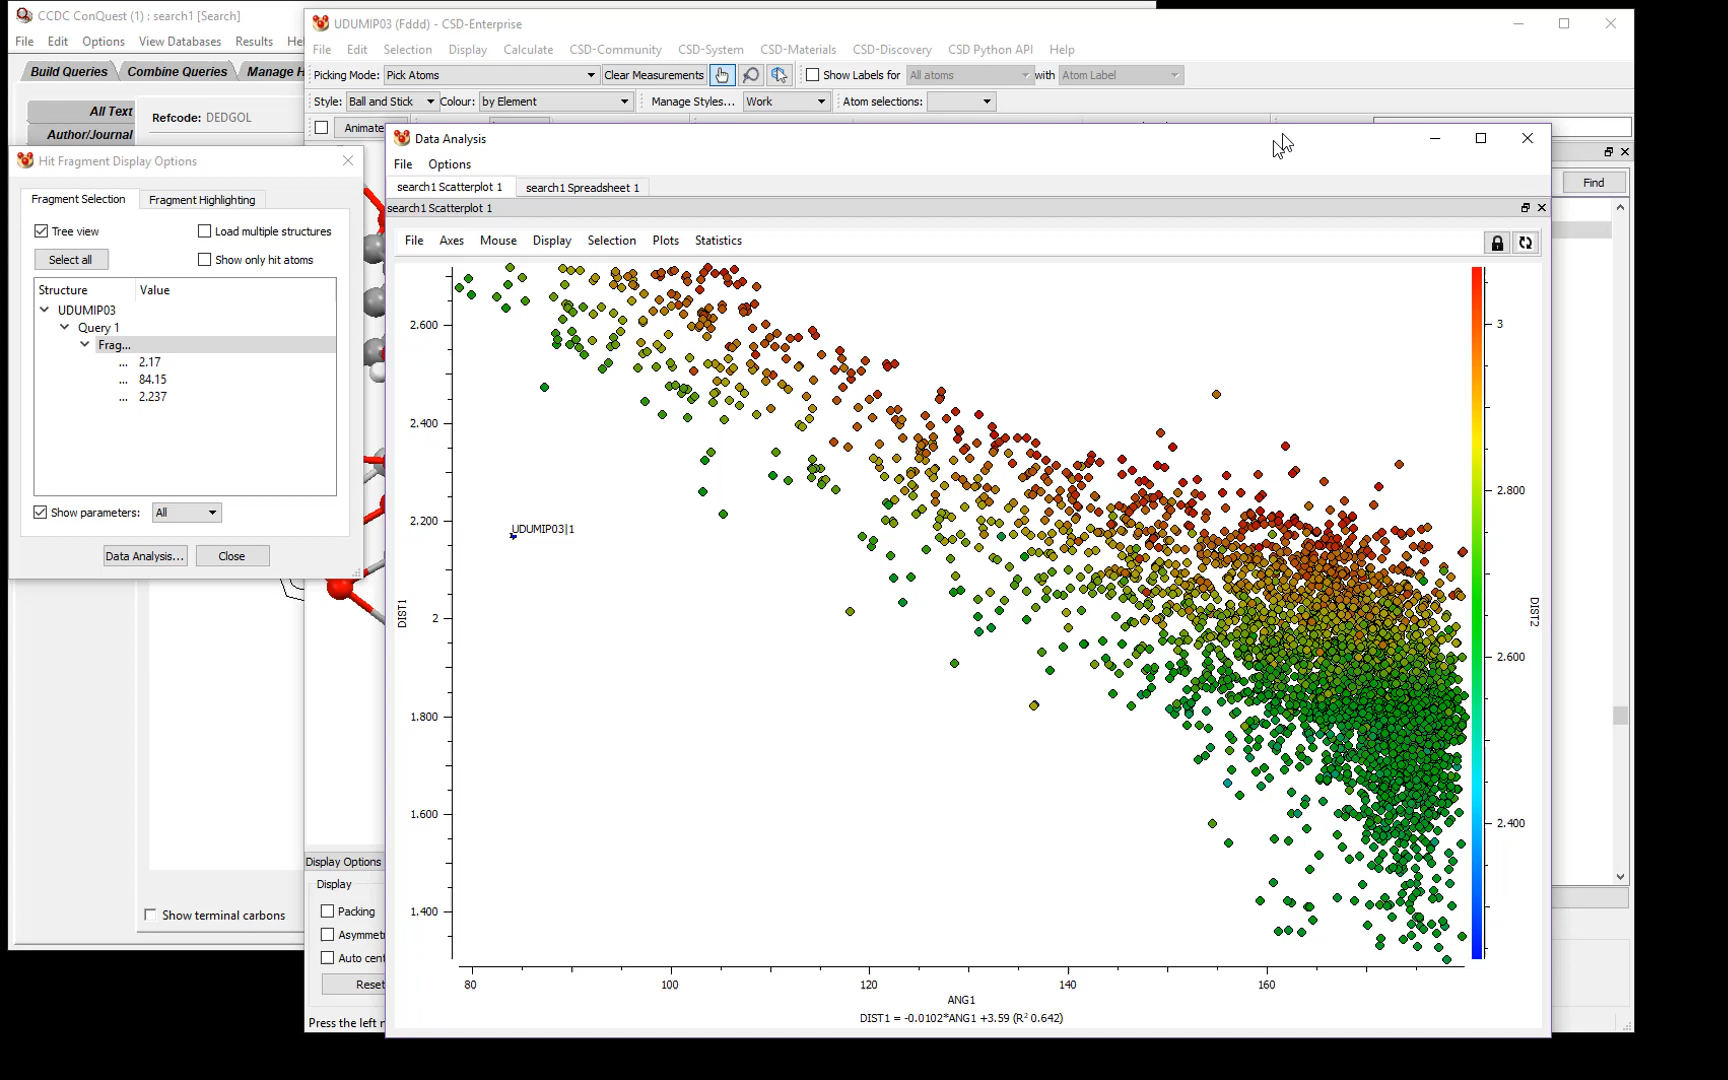 CCDC ConQuest (1) : search1 [Search]
File Edit Options View Databases Results
Build Queries Combine Queries
All Text
Author/Journal
Refcode: DEDGOL
Show terminal carbons
UDUMIP03 (Fddd) - CSD-Enterprise
File Edit Selection Display Calculate CSD-Community CSD-System CSD-Materials CSD-Discovery CSD Python API Help
Picking Mode: Pick Atoms Clear Measurements Show Labels for All atoms with Atom Label
Style: Ball and Stick Colour: by Element Manage Styles... Work Atom selections:
Animate
Find
Display Options
Display
Packing
Auto cent
Reset
Press the left
Hit Fragment Display Options
Fragment Selection Fragment Highlighting
Tree view Load multiple structures
Select all Show only hit atoms
Structure Value
UDUMIP03
Query 1
Frag...
... 2.17
... 84.15
... 2.237
Show parameters: All
Data Analysis... Close
Data Analysis
File Options
search1 Scatterplot 1 search1 Spreadsheet 1
search1 Scatterplot 1
File Axes Mouse Display Selection Plots Statistics
2.600
2.400
2.200
2
1.800
1.600
1.400
DIST1
UDUMIP03|1
3
2.800
2.600
2.400
DIST2
80 100 120 140 160
ANG1
DIST1 = -0.0102*ANG1 +3.59 (R² 0.642)